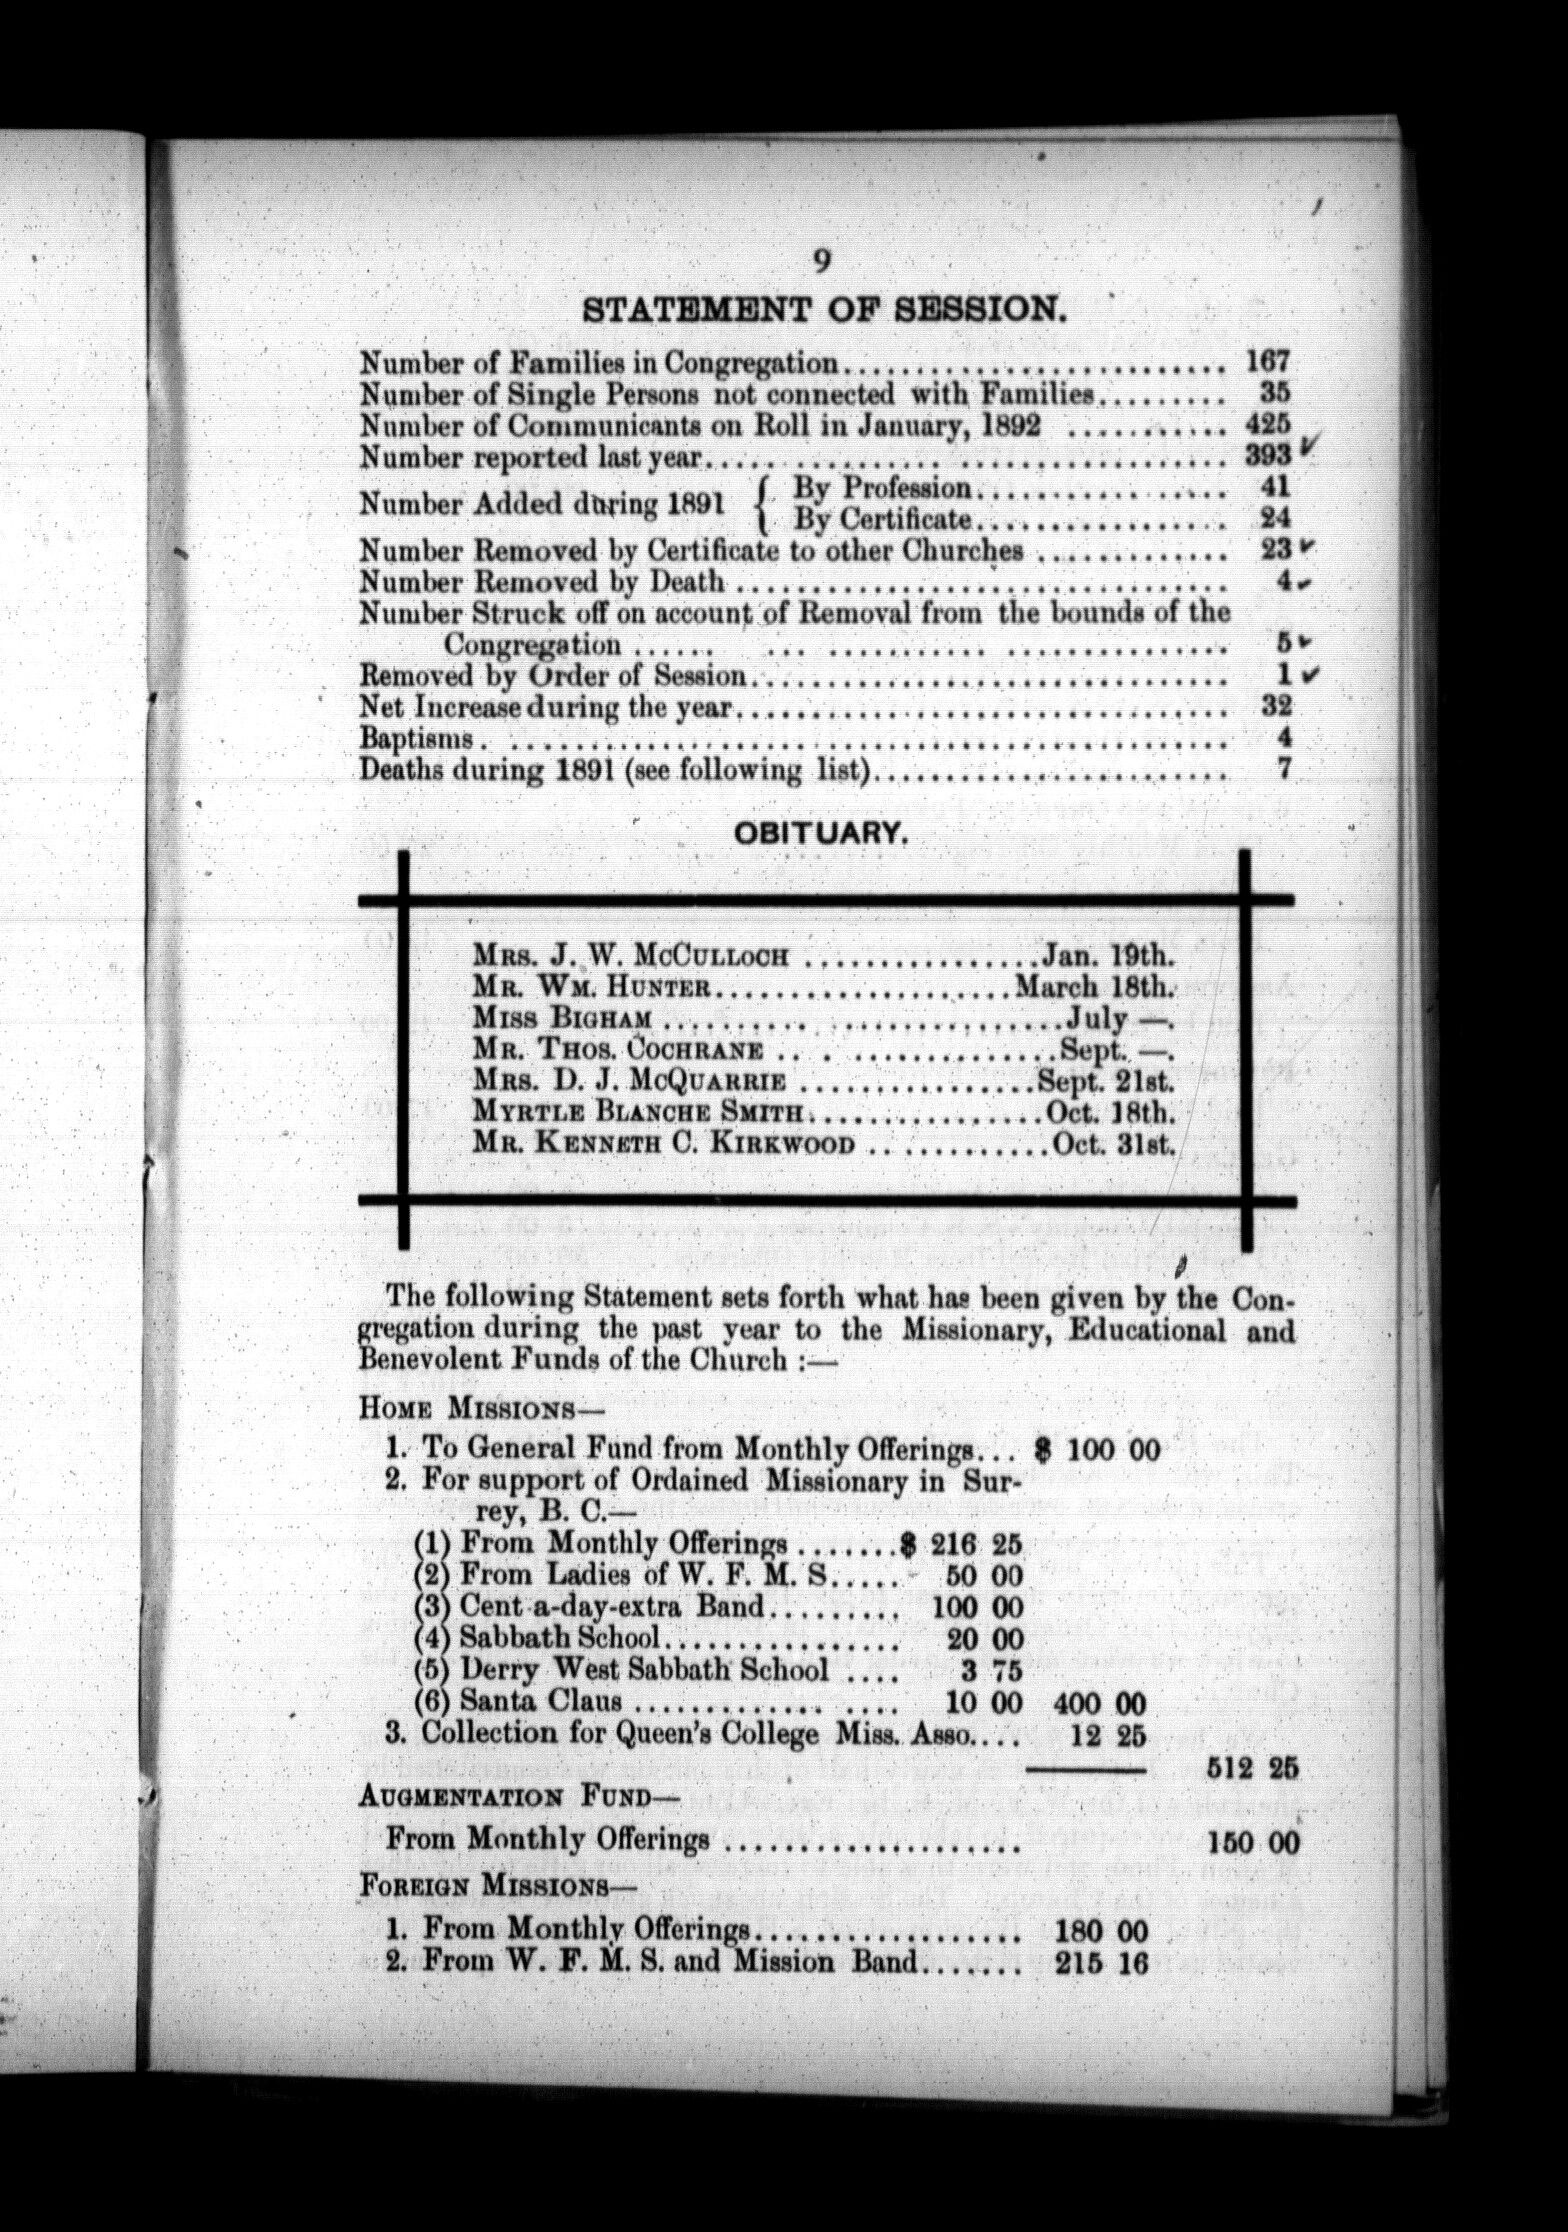 9
STATEMENT OF SESSION.
Number of Families in Congregation.......................... 167
Number of Single Persons not connected with Families......... 35
Number of Communicants on Roll in January, 1892 ........... 425
Number reported last year..... ................ .................. 393
Number Added during 1891 { By Profession................. 41
By Certificate................. 24
Number Removed by Certificate to other Churches ............. 23
Number Removed by Death ................................. 4
Number Struck off on account of Removal from the bounds of the
Congregation ...... ... ........... ............... 5
Removed by Order of Session................................ 1
Net Increase during the year................................. 32
Baptisms. ................................................ 4
Deaths during 1891 (see following list)........................ 7
OBITUARY.
MRS. J. W. MCCULLOCH ................Jan. 19th.
MR. WM. HUNTER....................March 18th.
MISS BIGHAM .......... ................July —.
MR. THOS. COCHRANE .. . ..............Sept. —.
MRS. D. J. MCQUARRIE ................Sept. 21st.
MYRTLE BLANCHE SMITH................Oct. 18th.
MR. KENNETH C. KIRKWOOD .. ..........Oct. 31st.
The following Statement sets forth what has been given by the Con-
gregation during the past year to the Missionary, Educational and
Benevolent Funds of the Church :—
HOME MISSIONS—
1. To General Fund from Monthly Offerings... $ 100 00
2. For support of Ordained Missionary in Sur-
rey, B. C.—
(1) From Monthly Offerings .......$ 216 25
(2) From Ladies of W. F. M. S..... 50 00
(3) Cent-a-day-extra Band......... 100 00
(4) Sabbath School................ 20 00
(5) Derry West Sabbath School .... 3 75
(6) Santa Claus ............. .... 10 00 400 00
3. Collection for Queen's College Miss. Asso.... 12 25
512 25
AUGMENTATION FUND—
From Monthly Offerings .................... 150 00
FOREIGN MISSIONS—
1. From Monthly Offerings.................. 180 00
2. From W. F. M. S. and Mission Band....... 215 16